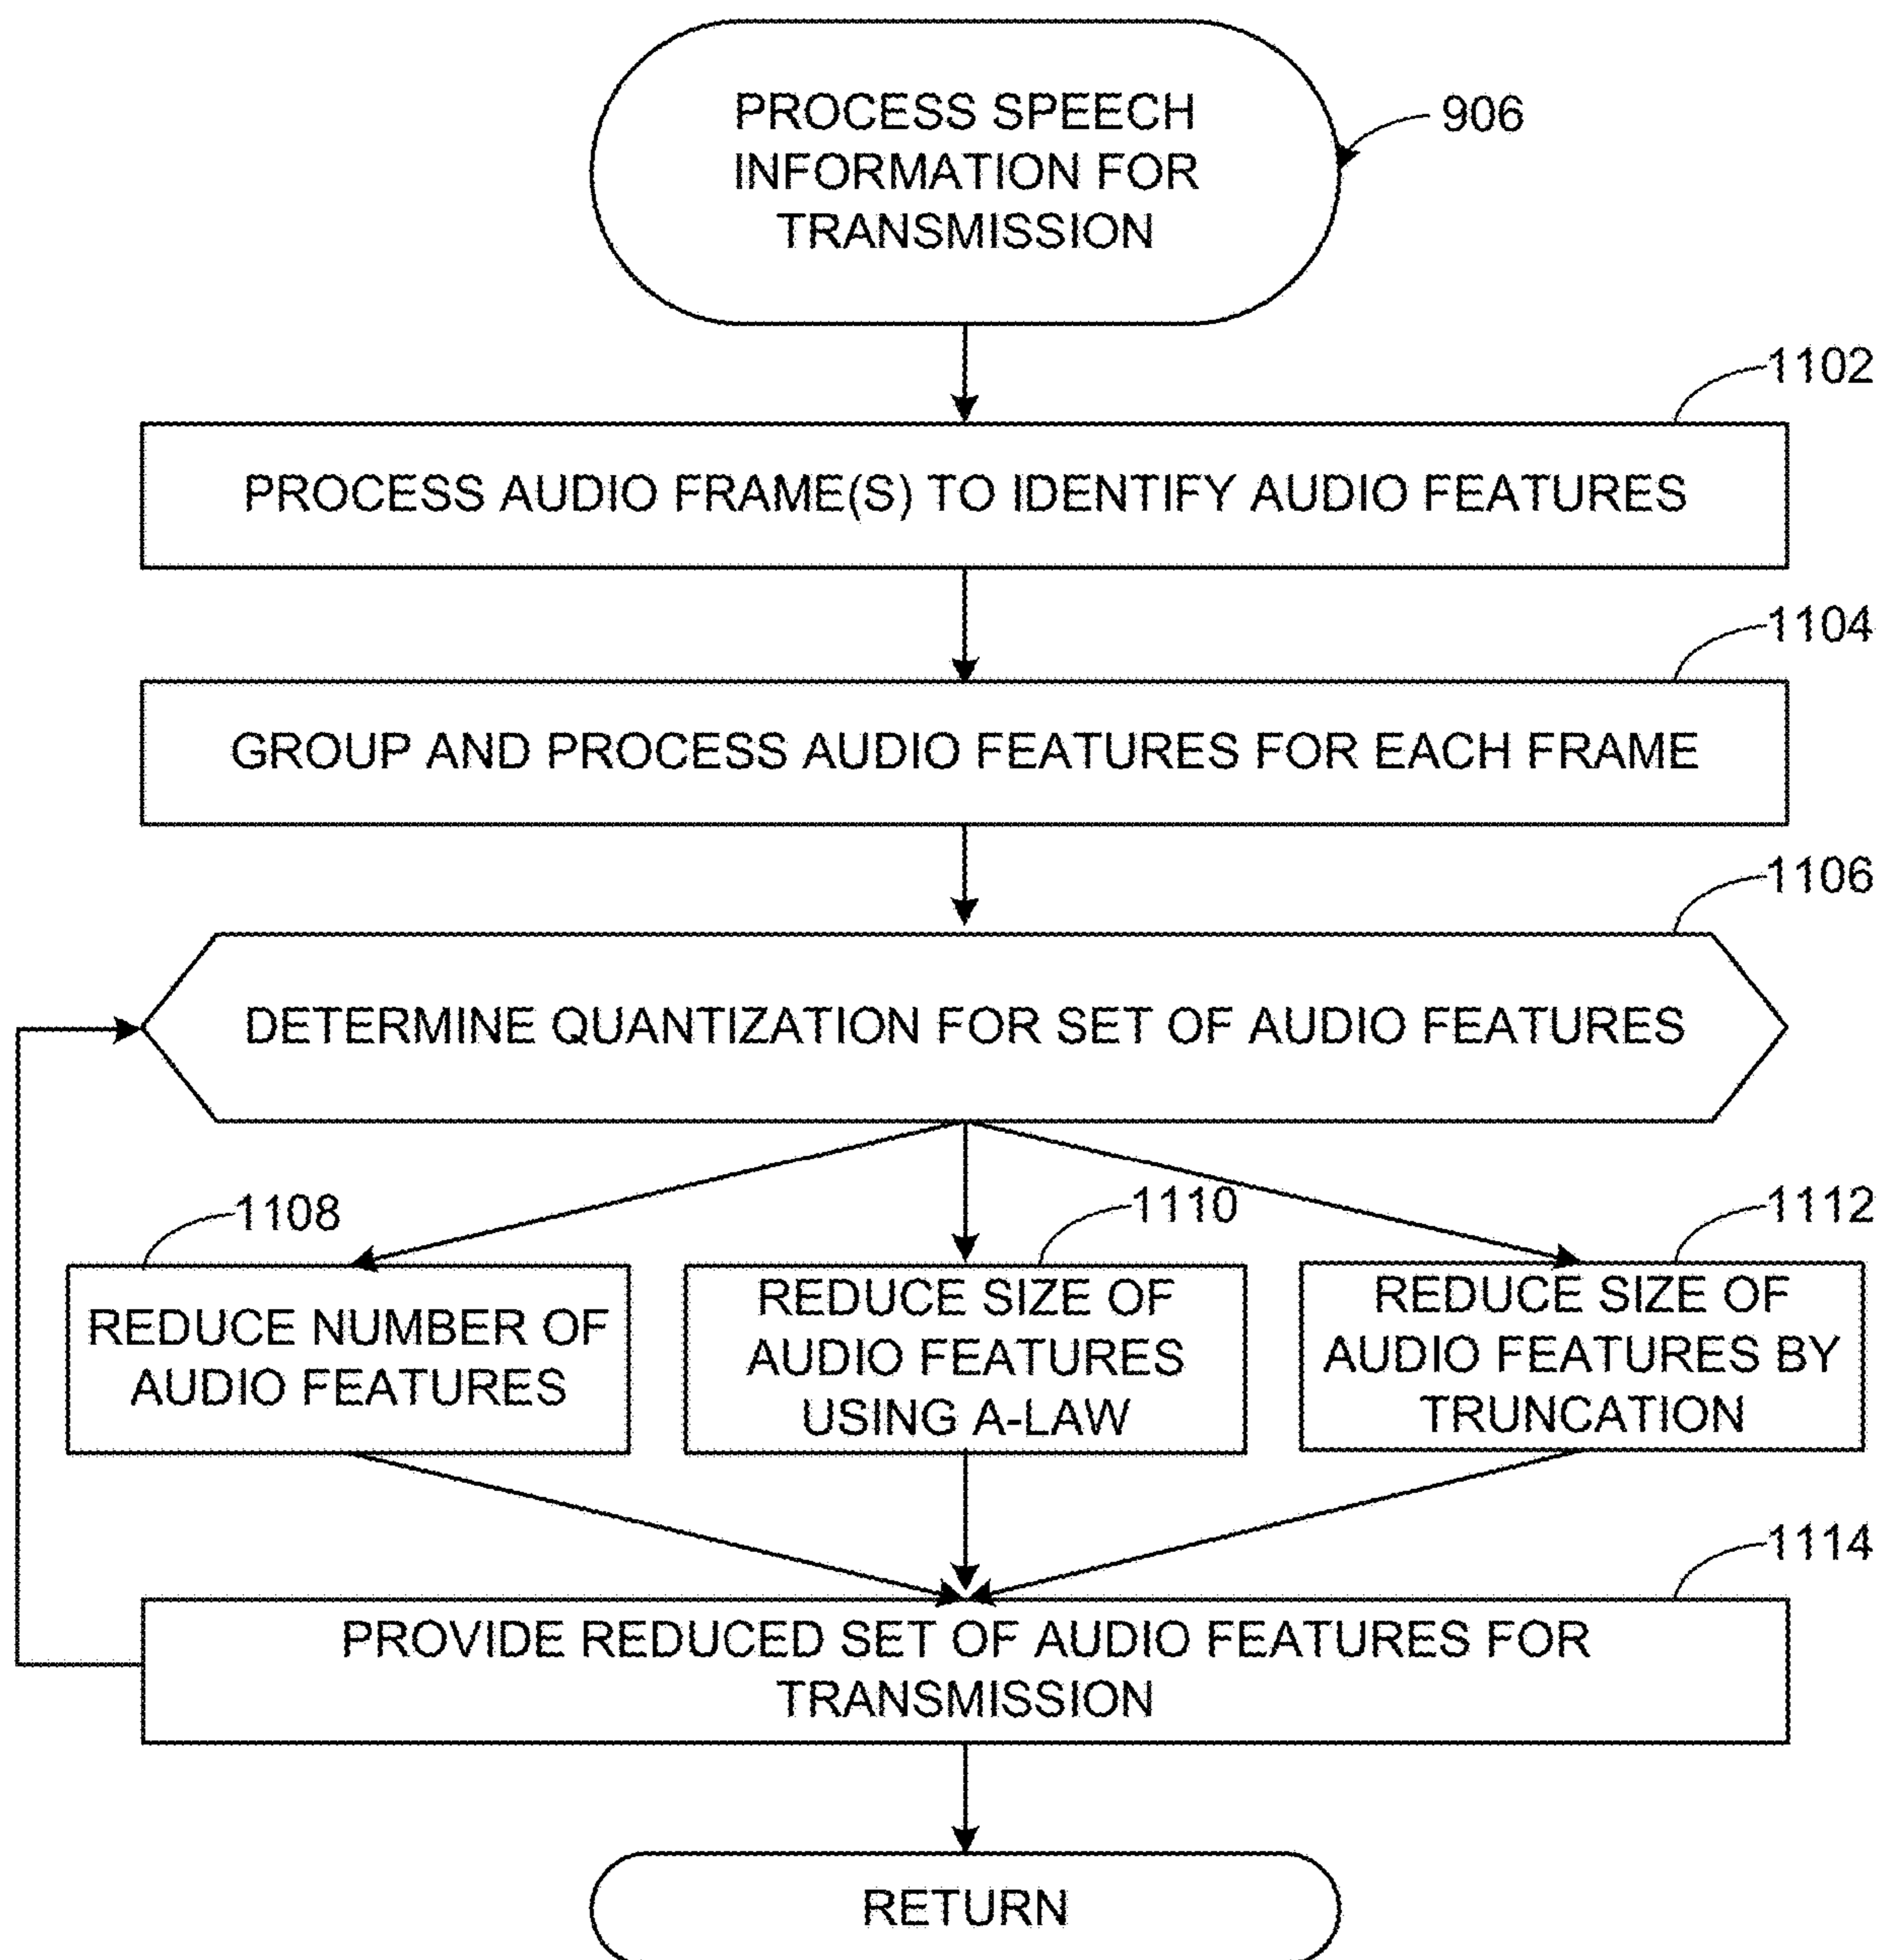 PROCESS SPEECH
INFORMATION FOR
TRANSMISSION
906
1102
PROCESS AUDIO FRAME(S) TO IDENTIFY AUDIO FEATURES
1104
GROUP AND PROCESS AUDIO FEATURES FOR EACH FRAME
1106
DETERMINE QUANTIZATION FOR SET OF AUDIO FEATURES
1108
REDUCE NUMBER OF
AUDIO FEATURES
1110
REDUCE SIZE OF
AUDIO FEATURES
USING A-LAW
1112
REDUCE SIZE OF
AUDIO FEATURES BY
TRUNCATION
1114
PROVIDE REDUCED SET OF AUDIO FEATURES FOR
TRANSMISSION
RETURN